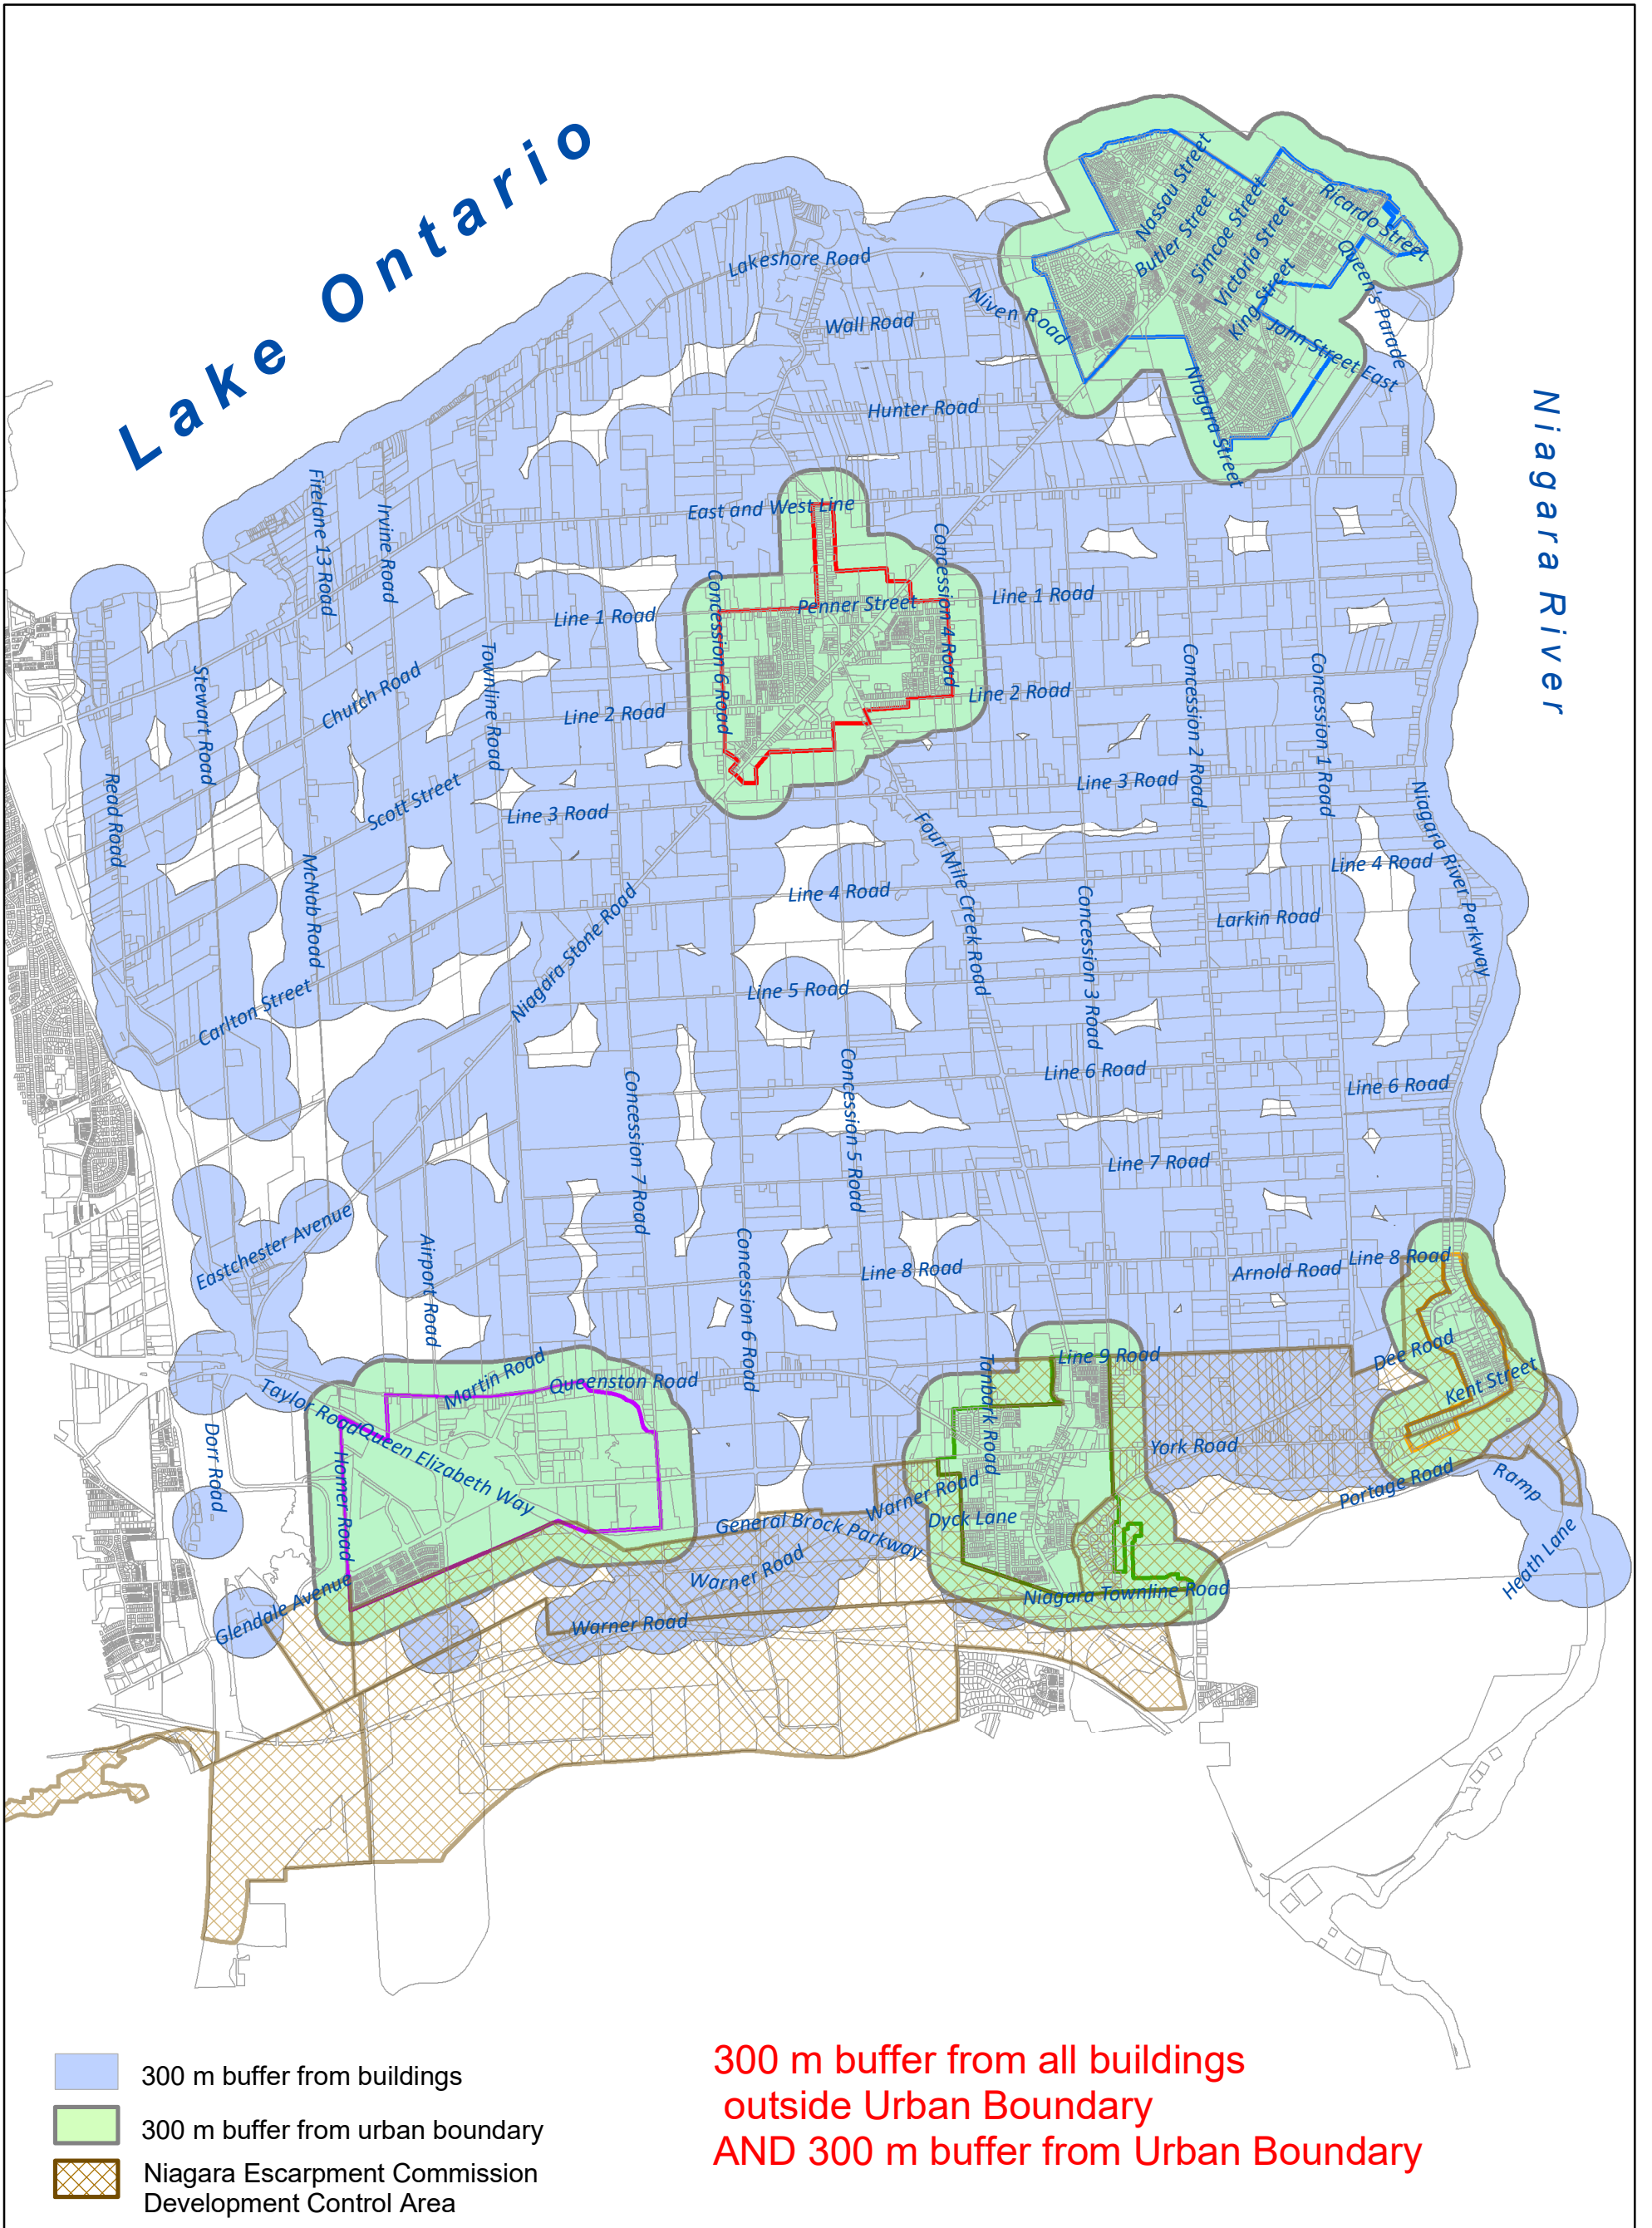 Lake Ontario
Niagara River
Nassau Street
Butler Street
Simcoe Street
Victoria Street
King Street
Ricardo Street
Queen's Parade
John Street East
Niagara Street
Niven Road
Lakeshore Road
Wall Road
Hunter Road
East and West Line
Firelane 13 Road
Irvine Road
Concession 6 Road
Penner Street
Concession 4 Road
Line 1 Road
Line 1 Road
Townline Road
Stewart Road
Church Road
Line 2 Road
Line 2 Road
Concession 2 Road
Concession 1 Road
Read Road
Scott Street
Line 3 Road
Line 3 Road
Four Mile Creek Road
Niagara River Parkway
McNab Road
Line 4 Road
Line 4 Road
Larkin Road
Concession 3 Road
Niagara Stone Road
Line 5 Road
Carlton Street
Concession 7 Road
Concession 5 Road
Line 6 Road
Line 6 Road
Line 7 Road
Eastchester Avenue
Airport Road
Concession 6 Road
Line 8 Road
Arnold Road
Line 8 Road
Martin Road
Queenston Road
Tanbark Road
Line 9 Road
Dee Road
Kent Street
Taylor Road
Queen Elizabeth Way
Dorr Road
Homer Road
York Road
Portage Road
Ramp
Warner Road
Dyck Lane
General Brock Parkway
Warner Road
Heath Lane
Niagara Townline Road
Glendale Avenue
Warner Road
300 m buffer from buildings
300 m buffer from urban boundary
Niagara Escarpment Commission
Development Control Area
300 m buffer from all buildings
outside Urban Boundary
AND 300 m buffer from Urban Boundary